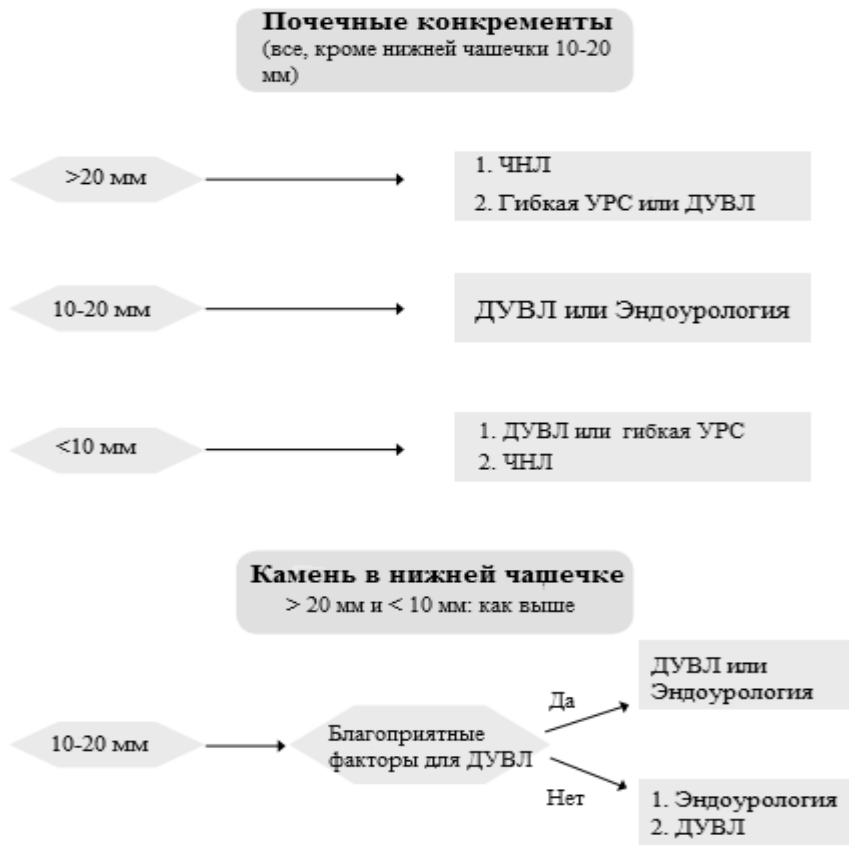 Почечные конкременты
(все, кроме нижней чашечки 10-20
мм)
>20 мм
1. ЧНЛ
2. Гибкая УРС или ДУВЛ
10-20 мм
ДУВЛ или Эндоурология
<10 мм
1. ДУВЛ или гибкая УРС
2. ЧНЛ
Камень в нижней чашечке
> 20 мм и < 10 мм: как выше
10-20 мм
Благоприятные
факторы для ДУВЛ
Да
ДУВЛ или
Эндоурология
Нет
1. Эндоурология
2. ДУВЛ